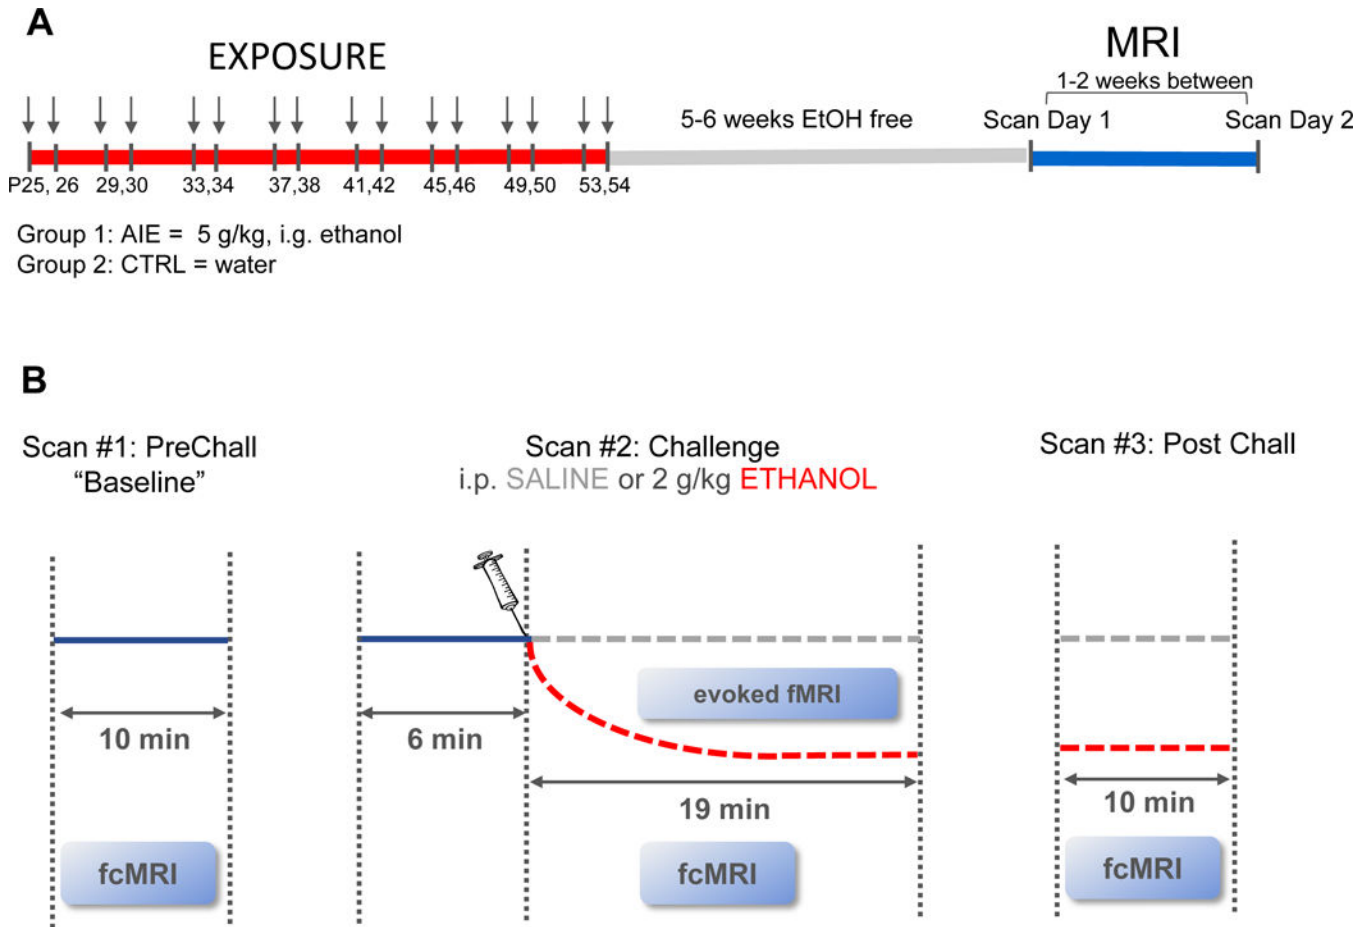 A
EXPOSURE
MRI
1-2 weeks between
5-6 weeks EtOH free
Scan Day 1
Scan Day 2
P25, 26
29,30
33,34
37,38
41,42
45,46
49,50
53,54
Group 1: AIE = 5 g/kg, i.g. ethanol
Group 2: CTRL = water
B
Scan #1: PreChall
“Baseline”
Scan #2: Challenge
i.p. SALINE or 2 g/kg ETHANOL
Scan #3: Post Chall
evoked fMRI
10 min
6 min
19 min
10 min
fcMRI
fcMRI
fcMRI